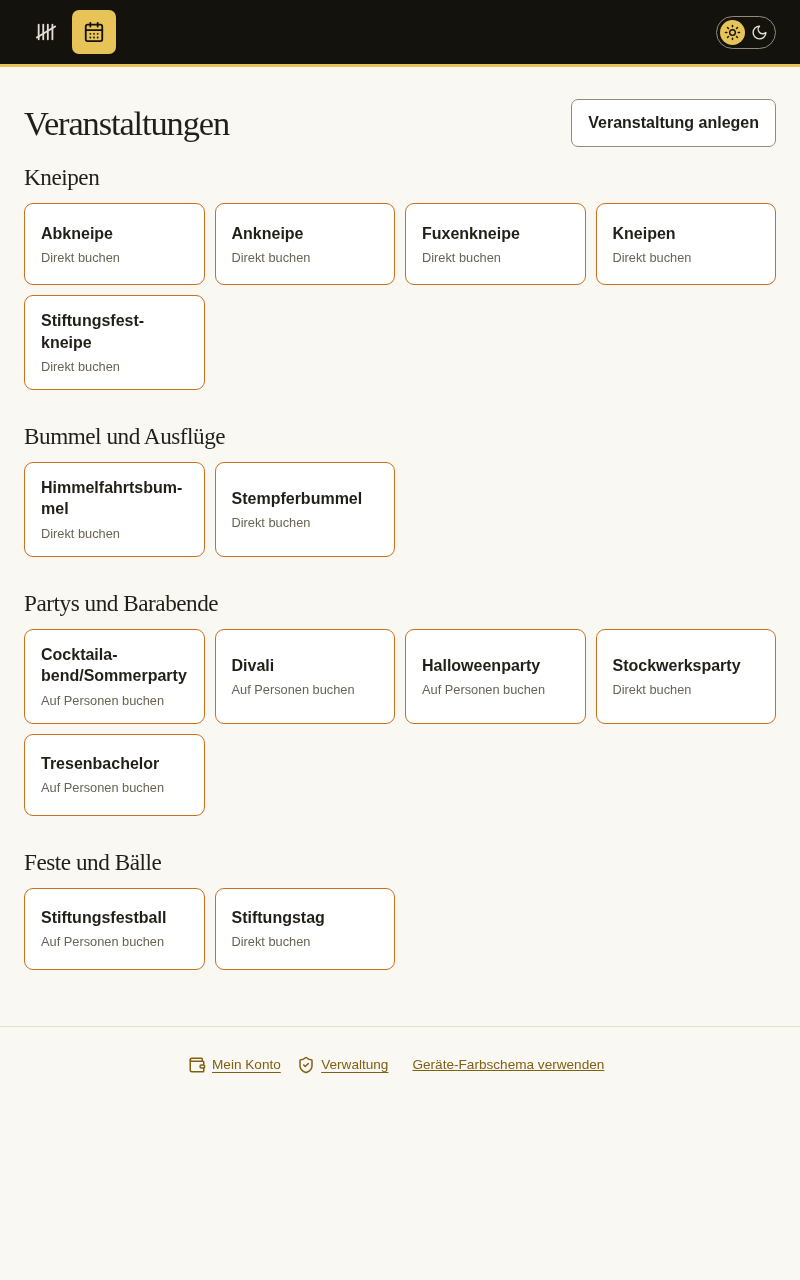 Veranstaltungen
Veranstaltung anlegen
Kneipen
Abkneipe
Direkt buchen
Ankneipe
Direkt buchen
Fuxenkneipe
Direkt buchen
Kneipen
Direkt buchen
Stiftungsfest-
kneipe
Direkt buchen
Bummel und Ausflüge
Himmelfahrtsbum-
mel
Direkt buchen
Stempferbummel
Direkt buchen
Partys und Barabende
Cocktaila-
bend/Sommerparty
Auf Personen buchen
Divali
Auf Personen buchen
Halloweenparty
Auf Personen buchen
Stockwerksparty
Direkt buchen
Tresenbachelor
Auf Personen buchen
Feste und Bälle
Stiftungsfestball
Auf Personen buchen
Stiftungstag
Direkt buchen
Mein Konto
Verwaltung
Geräte-Farbschema verwenden